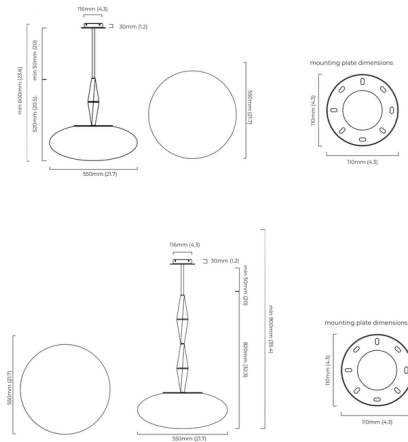 116mm (4.3)
30mm (1.2)
min 50mm (20)
min 600mm (23.6)
520mm (20.5)
550mm (21.7)
550mm (21.7)
mounting plate dimensions
110mm (4.3)
110mm (4.3)
116mm (4.3)
30mm (1.2)
min 50mm (20)
min 900mm (35.4)
820mm (32.3)
550mm (21.7)
550mm (21.7)
mounting plate dimensions
110mm (4.3)
110mm (4.3)